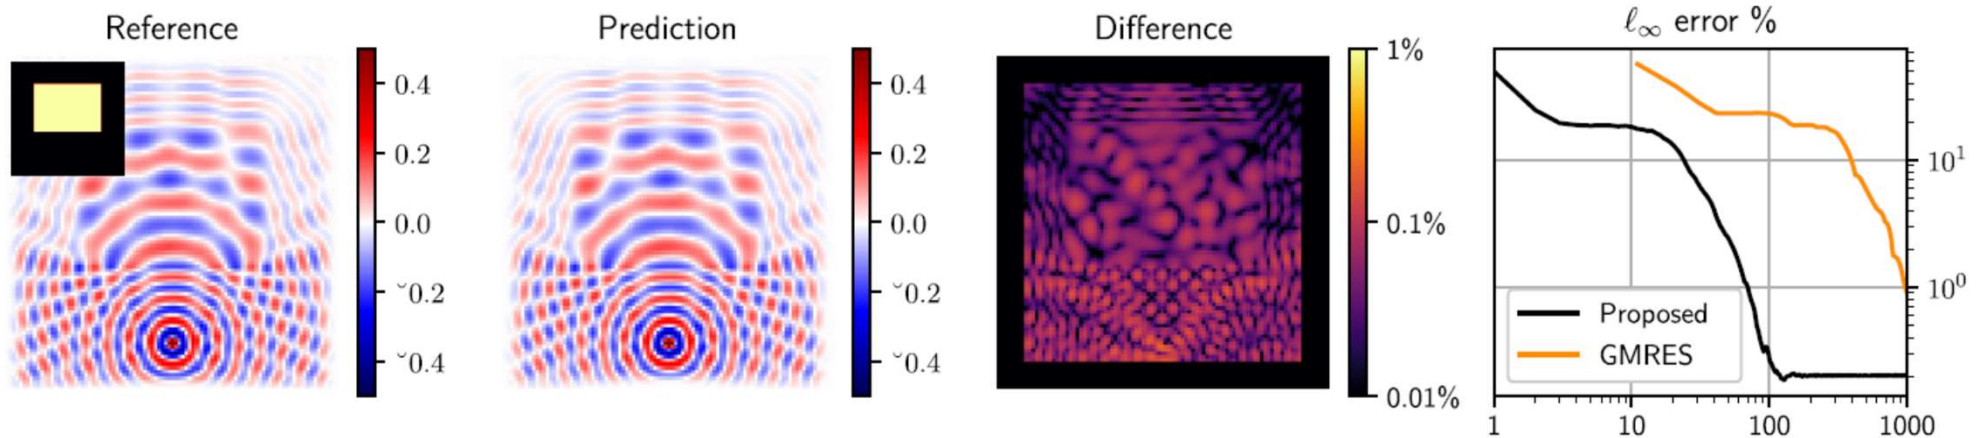 Reference
0.4
0.2
0.0
˘0.2
˘0.4
Prediction
0.4
0.2
0.0
˘0.2
˘0.4
Difference
1%
0.1%
0.01%
ℓ∞ error %
10¹
10⁰
Proposed
GMRES
1 10 100 1000